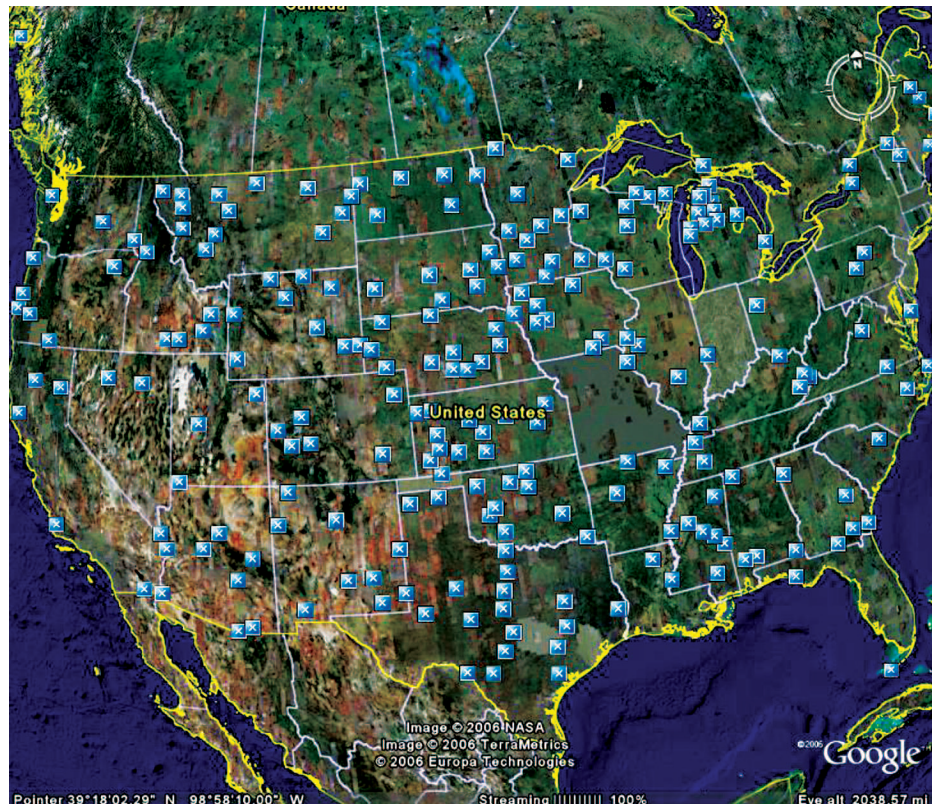 Canada
N
United States
Image © 2006 NASA
Image © 2006 TerraMetrics
© 2006 Europa Technologies
©2006 Google
Pointer 39°18'02.29" N 98°58'10.00" W Streaming |||||||||| 100% Eye alt 2038.57 mi